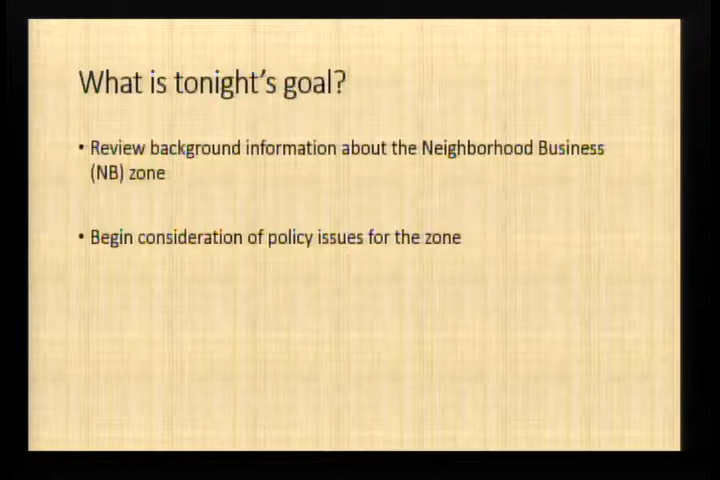 What is tonight's goal?
• Review background information about the Neighborhood Business
(NB) zone
• Begin consideration of policy issues for the zone